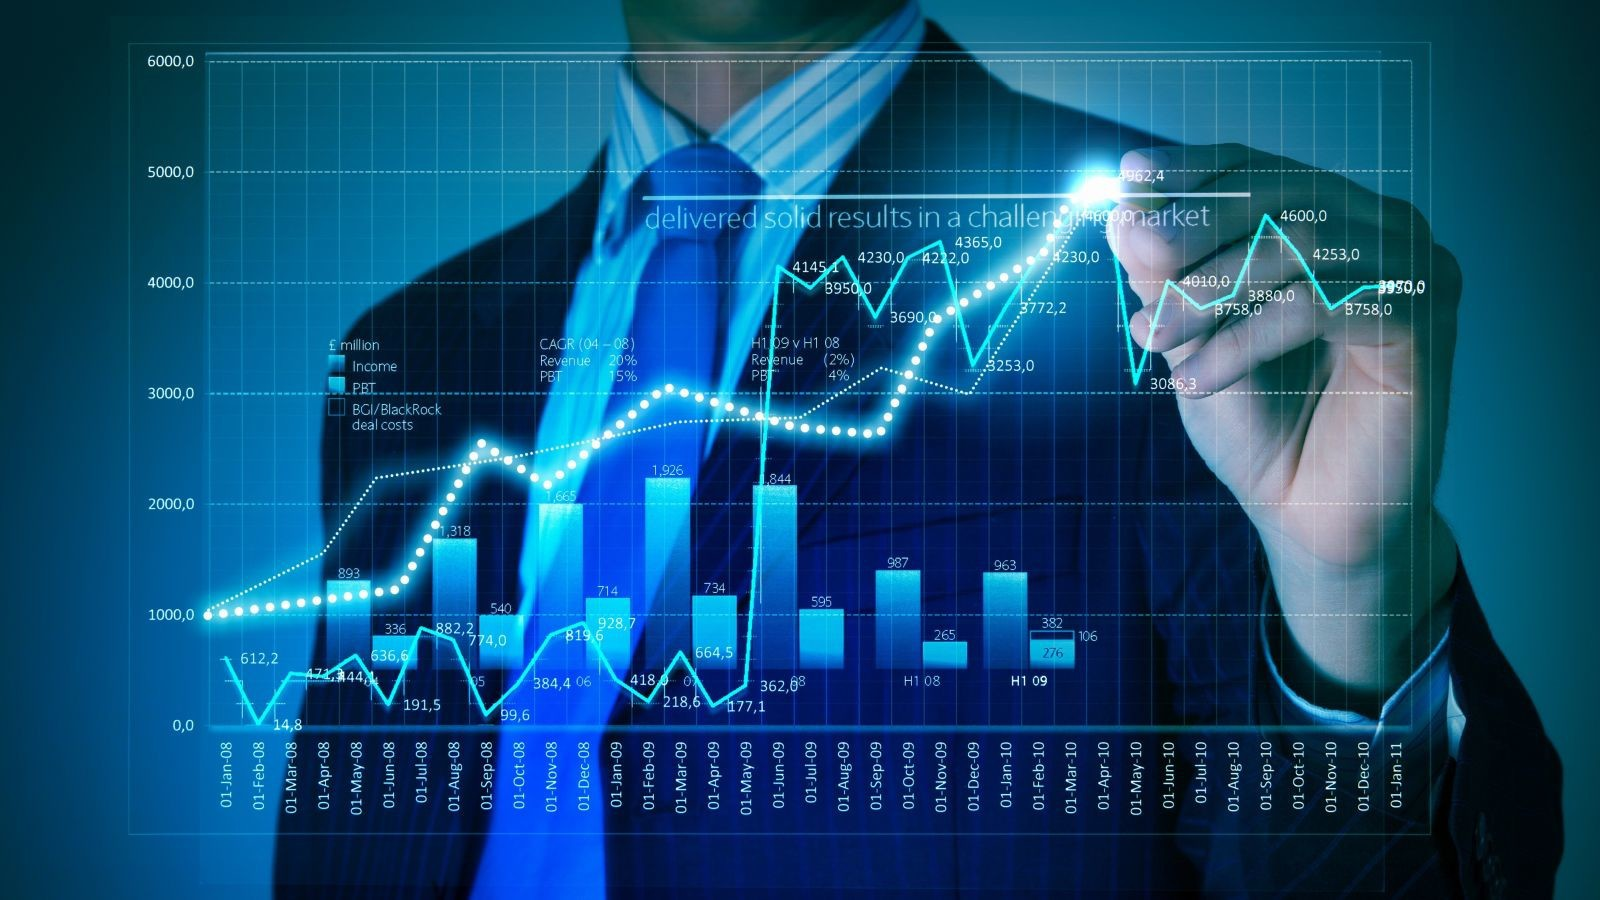 6000,0
5000,0
4000,0
3000,0
2000,0
1000,0
0,0
delivered solid results in a challenging market
£ million
Income
PBT
BGI/BlackRock
deal costs
CAGR (04 – 08)
Revenue 20%
PBT 15%
H1 09 v H1 08
Revenue (2%)
PBT 4%
4962,4
4600,0
4600,0
4365,0
4230,0
4222,0
4230,0
4253,0
4145,1
3950,0
4010,0
3880,0
3690,0
3772,2
3758,0
3758,0
3253,0
3086,3
893
336
1,318
540
1,665
714
1,926
734
1,844
595
987
265
963
382
106
276
612,2
14,8
471,3
444,4
636,6
191,5
882,2
774,0
99,6
384,4
819,6
928,7
418,0
218,6
664,5
177,1
362,0
05
06
H1 08
H1 09
01-Jan-08
01-Feb-08
01-Mar-08
01-Apr-08
01-May-08
01-Jun-08
01-Jul-08
01-Aug-08
01-Sep-08
01-Oct-08
01-Nov-08
01-Dec-08
01-Jan-09
01-Feb-09
01-Mar-09
01-Apr-09
01-May-09
01-Jun-09
01-Jul-09
01-Aug-09
01-Sep-09
01-Oct-09
01-Nov-09
01-Dec-09
01-Jan-10
01-Feb-10
01-Mar-10
01-Apr-10
01-May-10
01-Jun-10
01-Jul-10
01-Aug-10
01-Sep-10
01-Oct-10
01-Nov-10
01-Dec-10
01-Jan-11